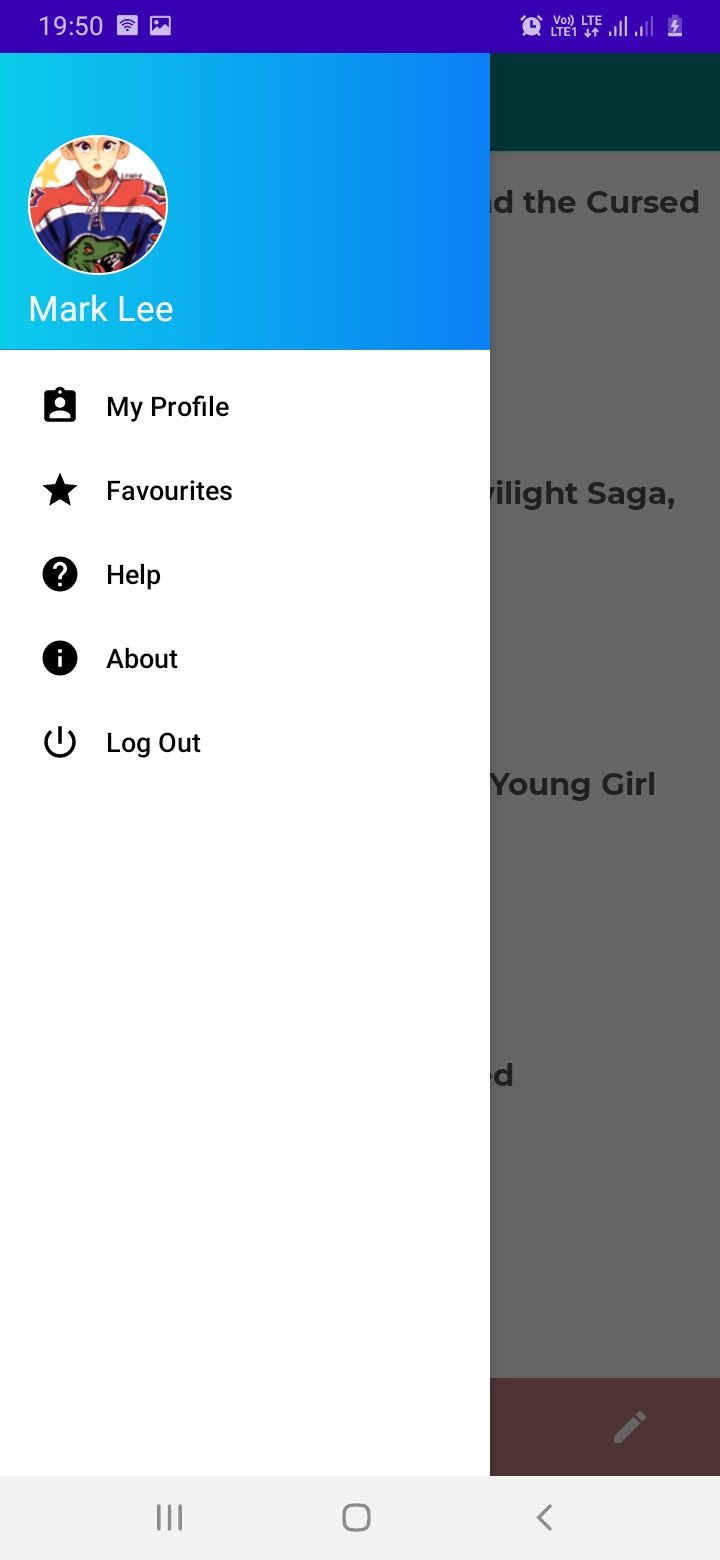 19:50
Vo)) LTE
LTE1
Mark Lee
My Profile
Favourites
Help
About
Log Out
d the Cursed
ilight Saga,
Young Girl
d